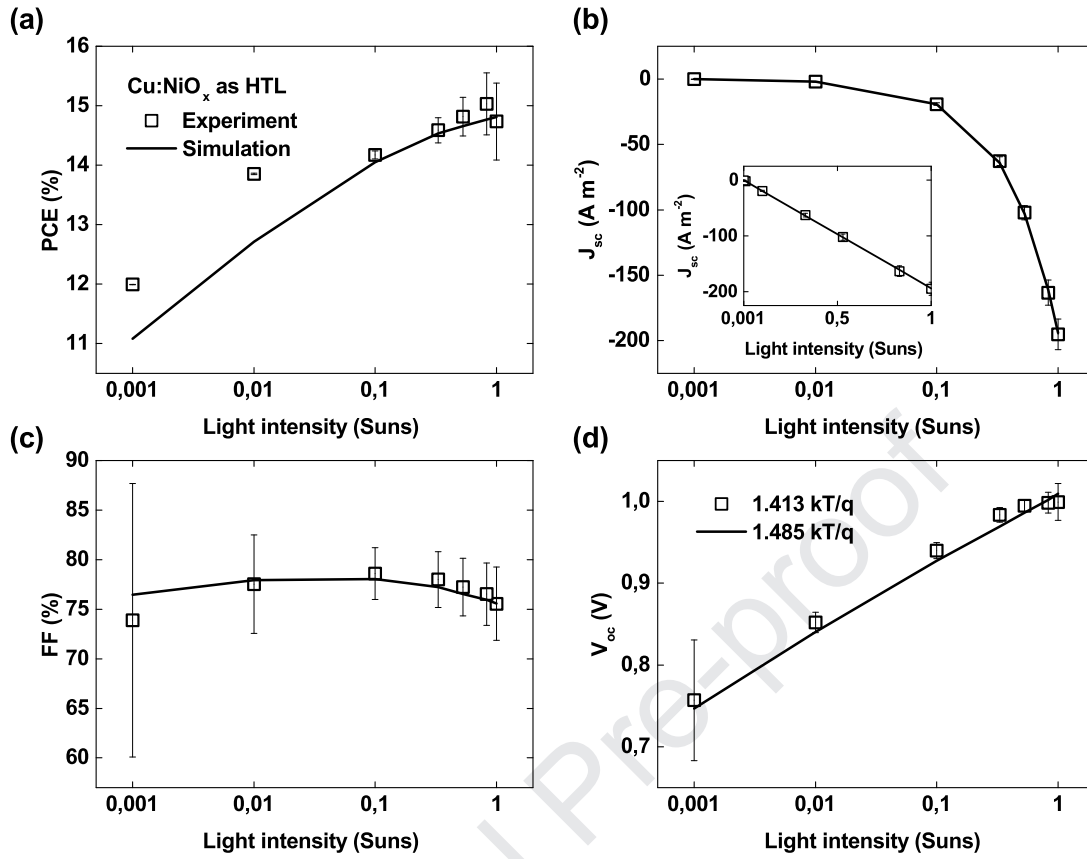 (a)
16
15
14
13
12
11
PCE (%)
Cu:NiOx as HTL
Experiment
Simulation
0,001
0,01
0,1
1
Light intensity (Suns)
(b)
0
-50
-100
-150
-200
Jsc (A m-2)
0
-100
-200
Jsc (A m-2)
0,001
0,5
1
Light intensity (Suns)
0,001
0,01
0,1
1
Light intensity (Suns)
(c)
90
85
80
75
70
65
60
FF (%)
0,001
0,01
0,1
1
Light intensity (Suns)
(d)
1,0
0,9
0,8
0,7
Voc (V)
1.413 kT/q
1.485 kT/q
0,001
0,01
0,1
1
Light intensity (Suns)
l Pre-proof